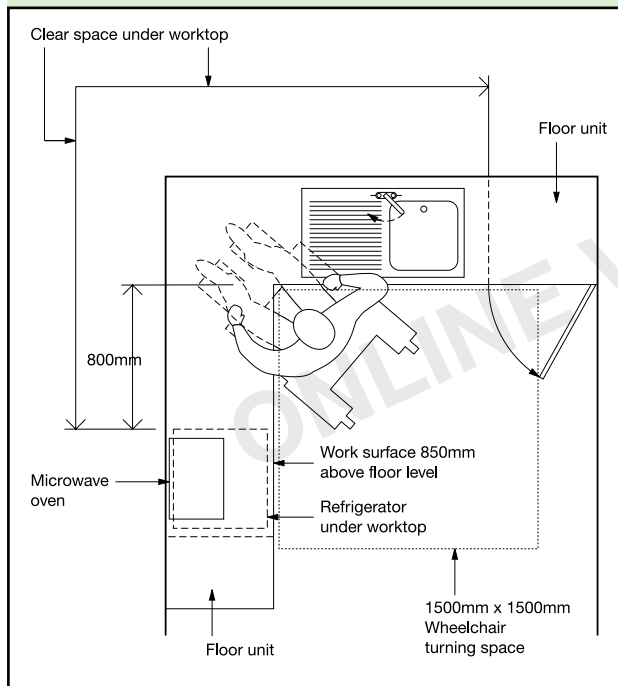 Clear space under worktop
Floor unit
800mm
Microwave
oven
Work surface 850mm
above floor level
Refrigerator
under worktop
1500mm x 1500mm
Wheelchair
turning space
Floor unit
ONLINE V